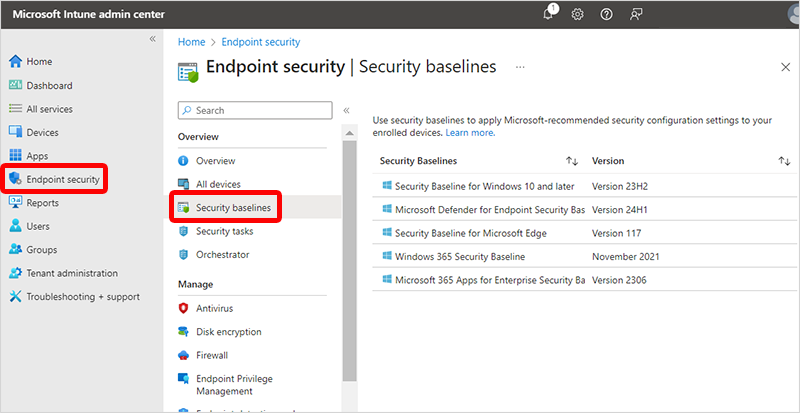 Microsoft Intune admin center
1
Home
Dashboard
All services
Devices
Apps
Endpoint security
Reports
Users
Groups
Tenant administration
Troubleshooting + support
Home > Endpoint security
Endpoint security | Security baselines
Search
Overview
Overview
All devices
Security baselines
Security tasks
Orchestrator
Manage
Antivirus
Disk encryption
Firewall
Endpoint Privilege
Management
Use security baselines to apply Microsoft-recommended security configuration settings to your
enrolled devices. Learn more.
Security Baselines Version
Security Baseline for Windows 10 and later Version 23H2
Microsoft Defender for Endpoint Security Bas Version 24H1
Security Baseline for Microsoft Edge Version 117
Windows 365 Security Baseline November 2021
Microsoft 365 Apps for Enterprise Security Ba Version 2306